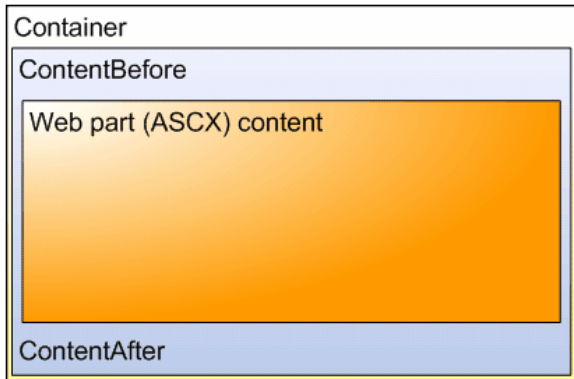 Container
ContentBefore
Web part (ASCX) content
ContentAfter